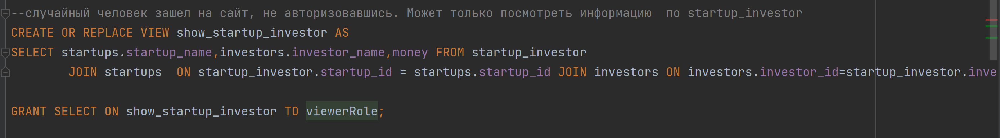 --случайный человек зашел на сайт, не авторизовавшись. Может только посмотреть информацию  по startup_investor
CREATE OR REPLACE VIEW show_startup_investor AS
SELECT startups.startup_name,investors.investor_name,money FROM startup_investor
JOIN startups  ON startup_investor.startup_id = startups.startup_id JOIN investors ON investors.investor_id=startup_investor.inve
GRANT SELECT ON show_startup_investor TO viewerRole;